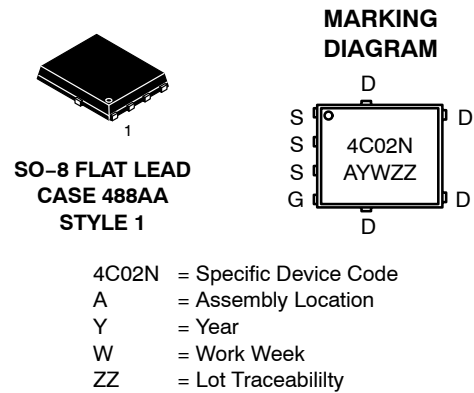 1
SO−8 FLAT LEAD
CASE 488AA
STYLE 1
MARKING
DIAGRAM
D
S
D
S
4C02N
S
AYWZZ
G
D
D
4C02N = Specific Device Code
A = Assembly Location
Y = Year
W = Work Week
ZZ = Lot Traceabililty